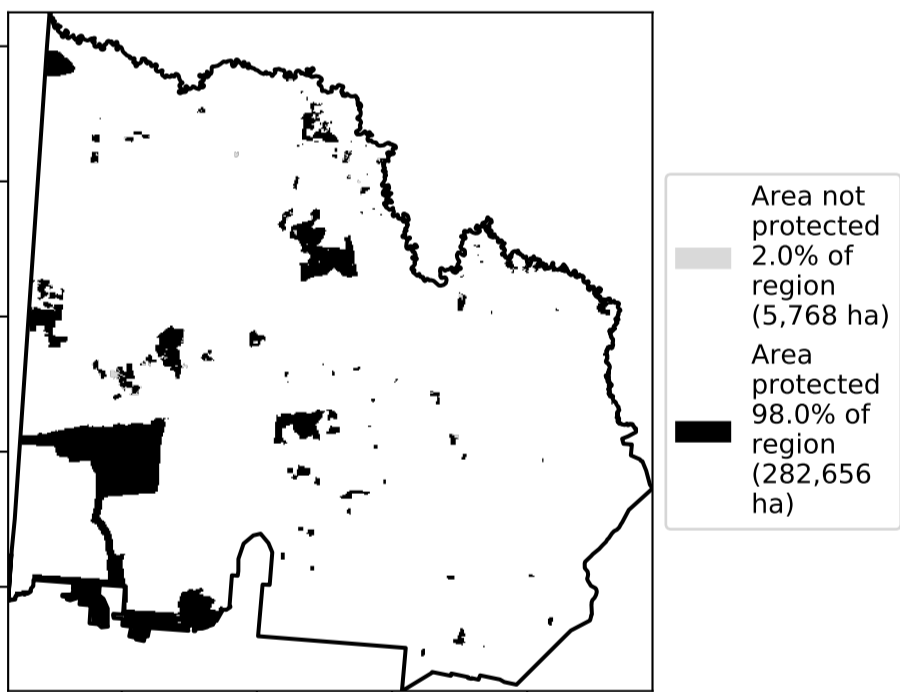 Area not
protected
2.0% of
region
(5,768 ha)
Area
protected
98.0% of
region
(282,656
ha)